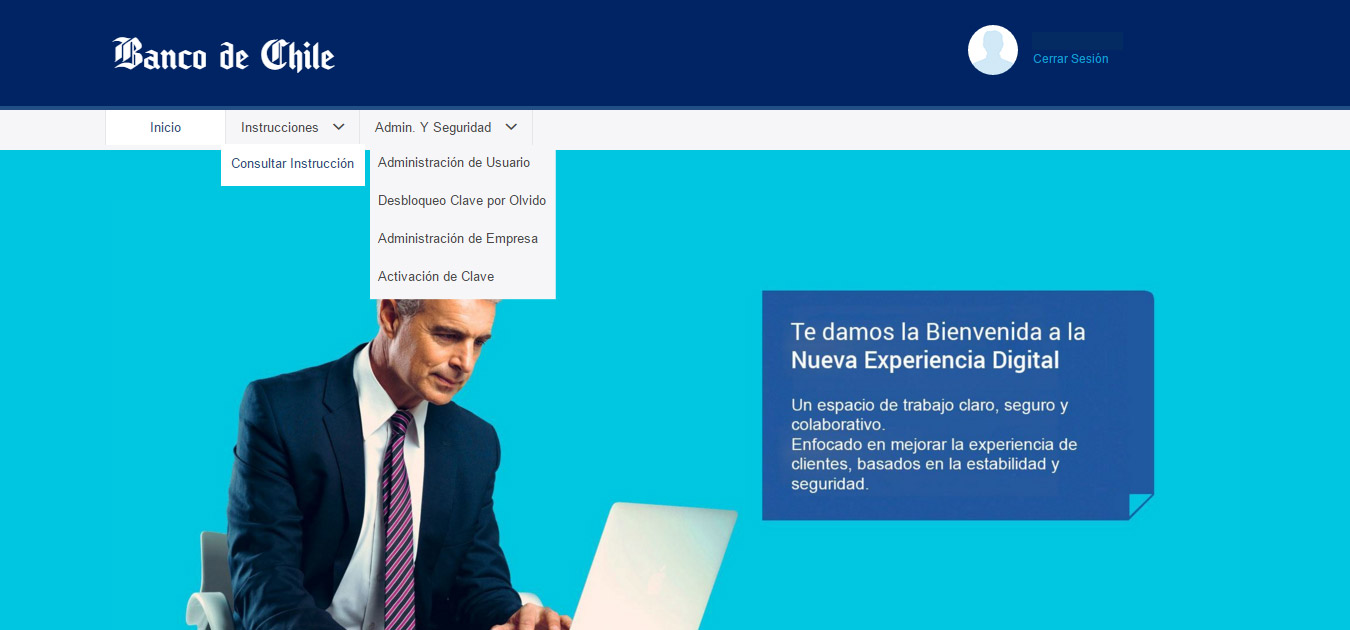 Banco de Chile
Cerrar Sesión
Inicio
Instrucciones
Admin. Y Seguridad
Consultar Instrucción
Administración de Usuario
Desbloqueo Clave por Olvido
Administración de Empresa
Activación de Clave
Te damos la Bienvenida a la
Nueva Experiencia Digital
Un espacio de trabajo claro, seguro y
colaborativo.
Enfocado en mejorar la experiencia de
clientes, basados en la estabilidad y
seguridad.